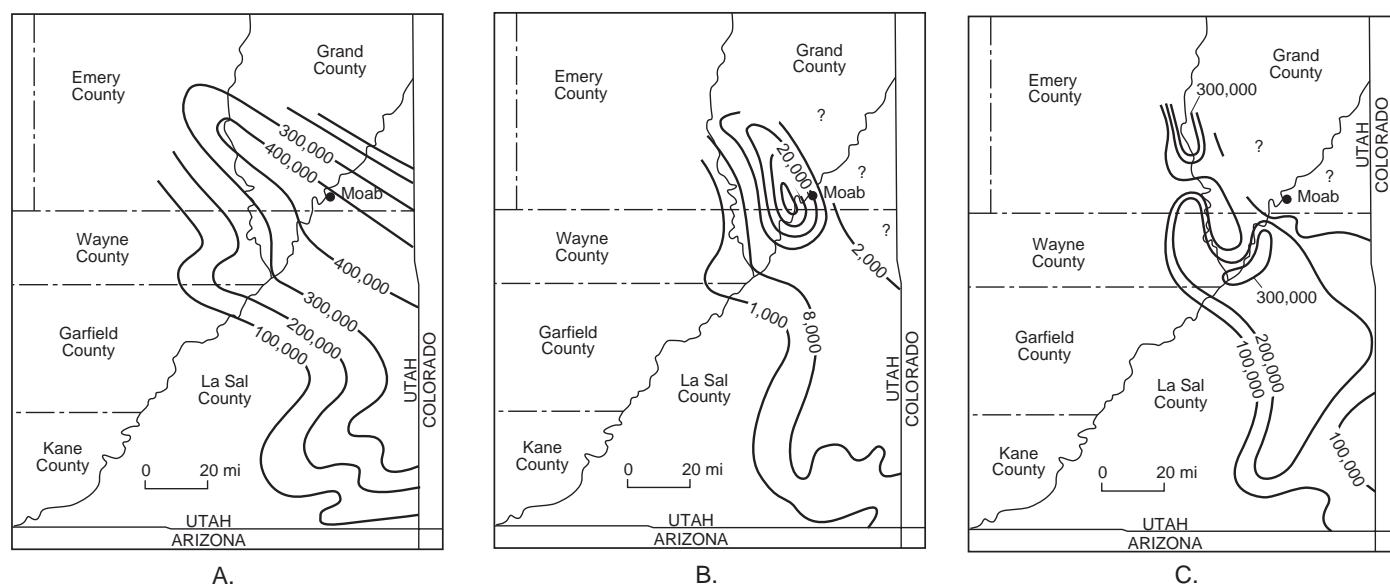 Grand
County
Emery
County
300,000
400,000
Moab
Wayne
County
400,000
300,000
200,000
100,000
Garfield
County
La Sal
County
UTAH
COLORADO
Kane
County
0 20 mi
UTAH
ARIZONA
A.
Grand
County
Emery
County
?
20,000
?
Moab
Wayne
County
?
2,000
1,000
8,000
Garfield
County
La Sal
County
UTAH
COLORADO
Kane
County
0 20 mi
UTAH
ARIZONA
B.
Grand
County
Emery
County
300,000
UTAH
COLORADO
?
?
Moab
Wayne
County
300,000
Garfield
County
200,000
100,000
La Sal
County
100,000
Kane
County
0 20 mi
UTAH
ARIZONA
C.